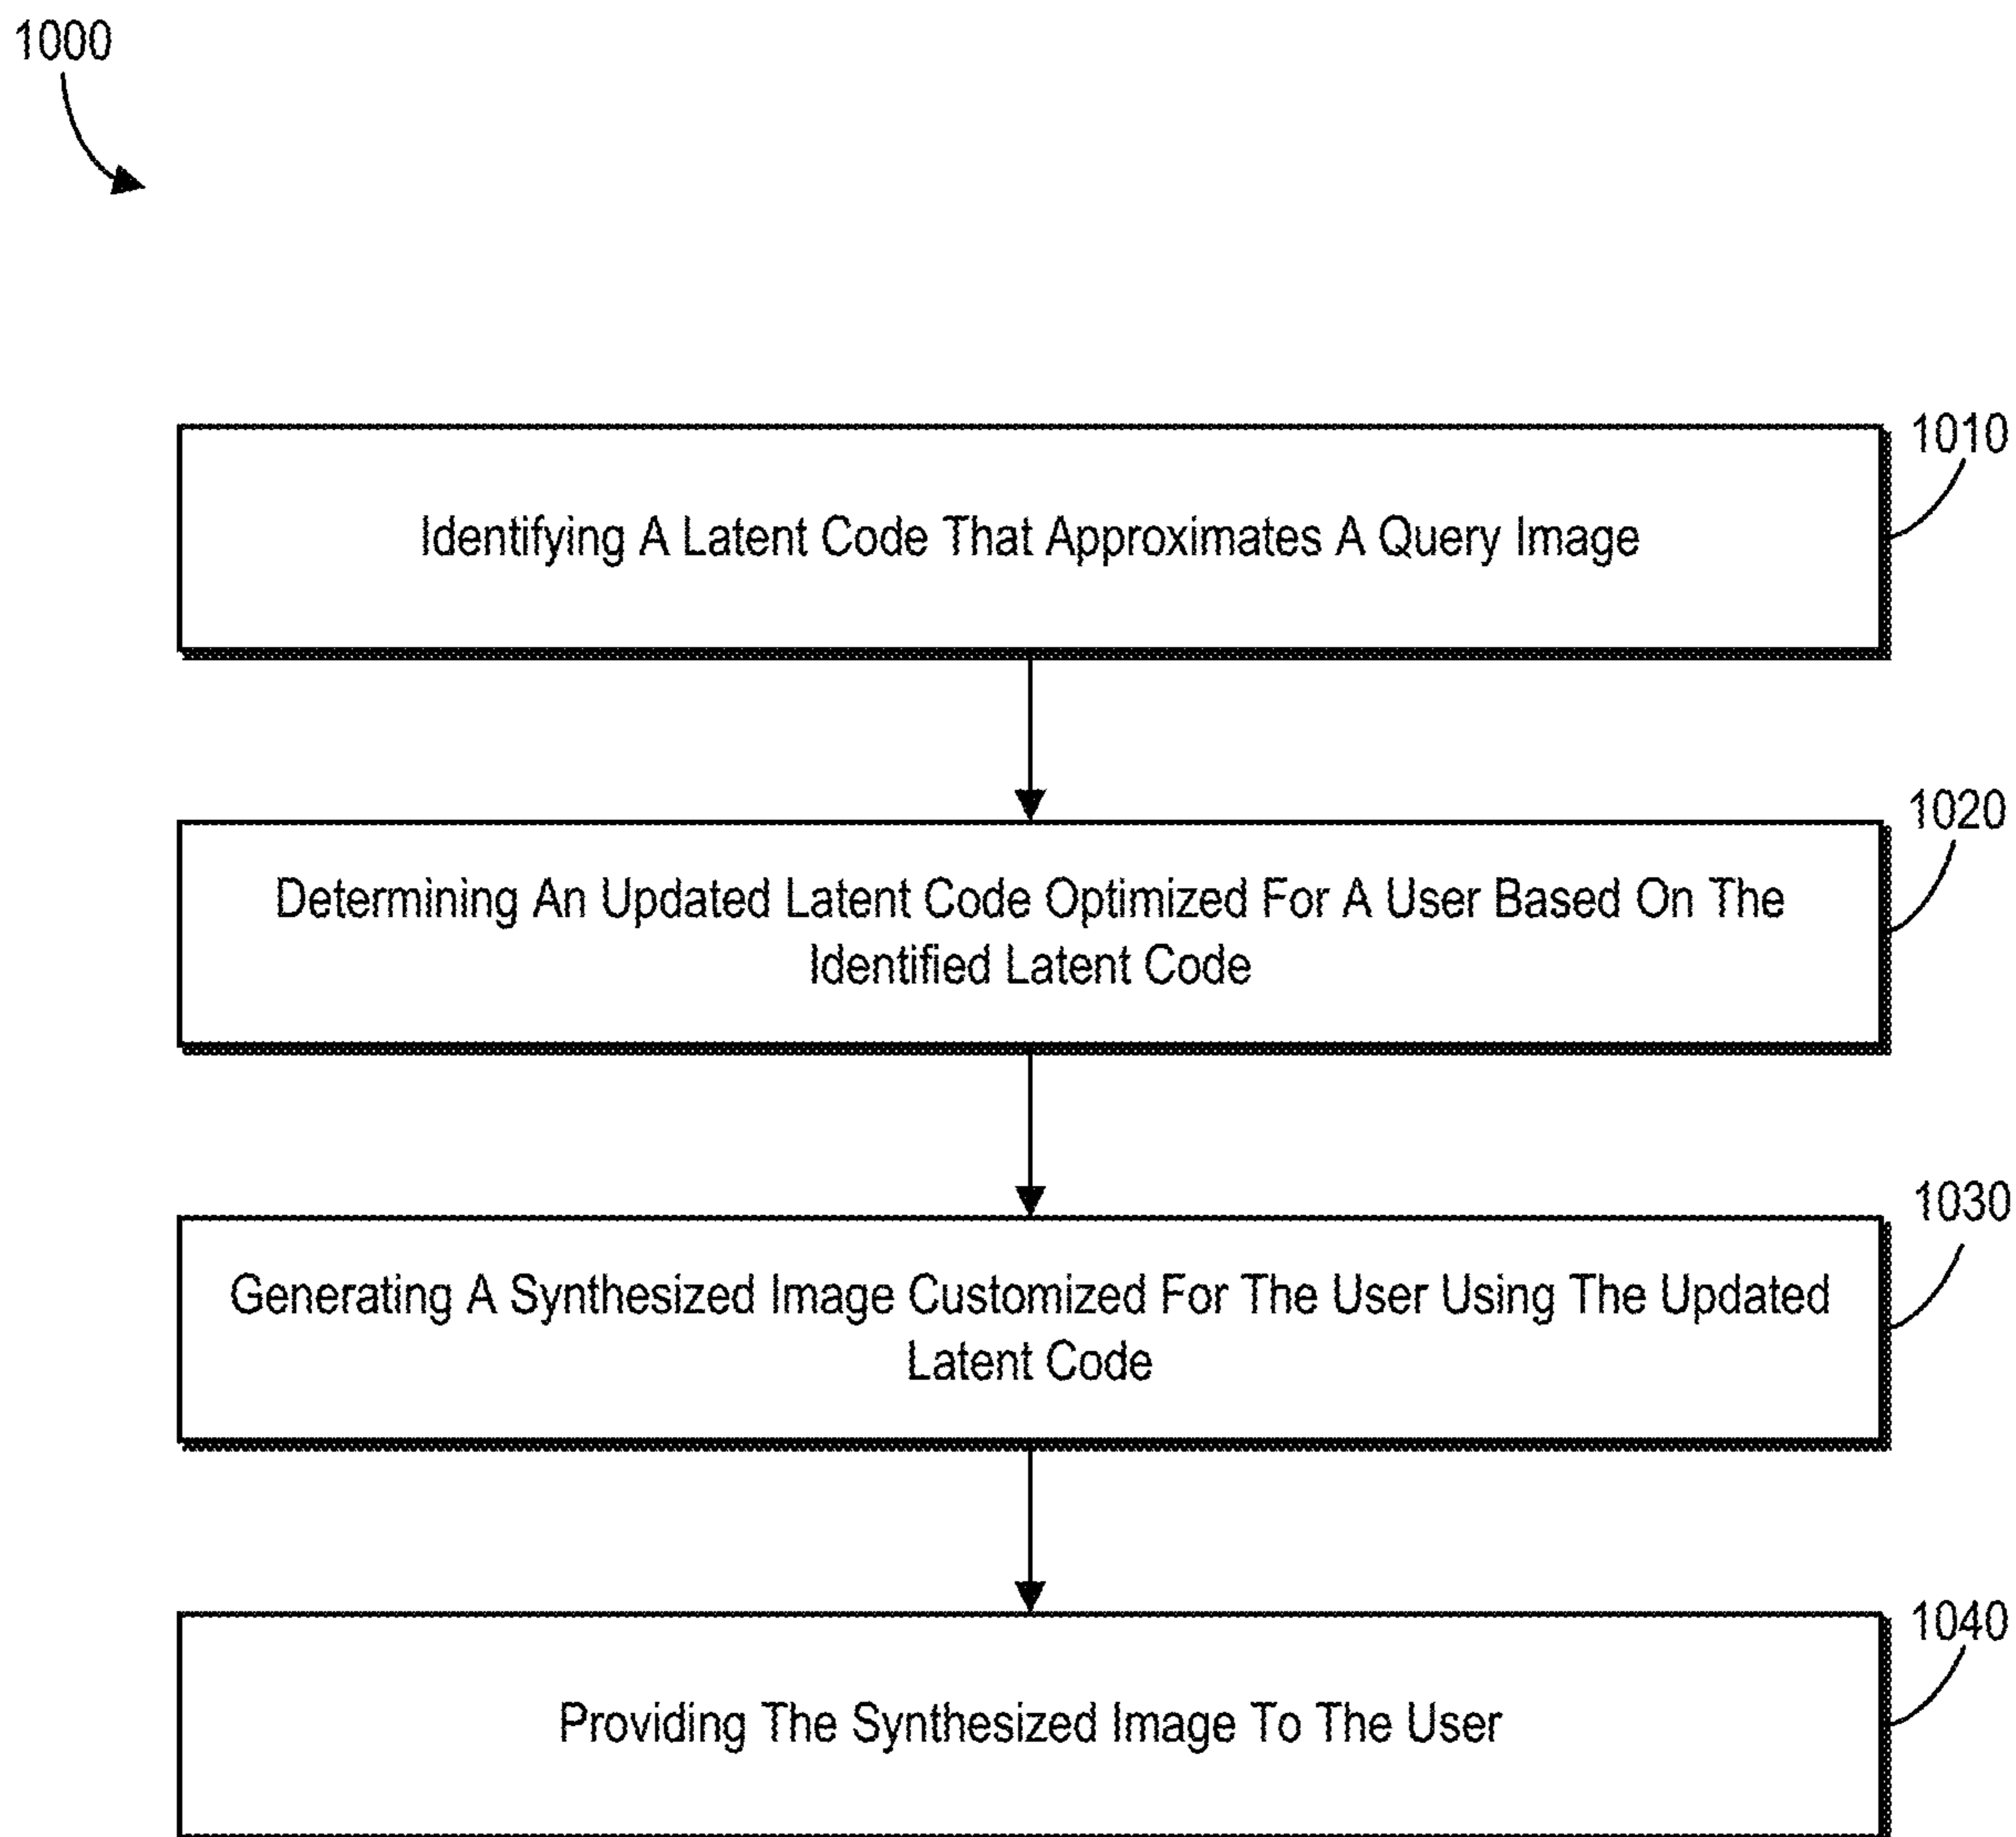 1000
1010
Identifying A Latent Code That Approximates A Query Image
1020
Determining An Updated Latent Code Optimized For A User Based On The
Identified Latent Code
1030
Generating A Synthesized Image Customized For The User Using The Updated
Latent Code
1040
Providing The Synthesized Image To The User